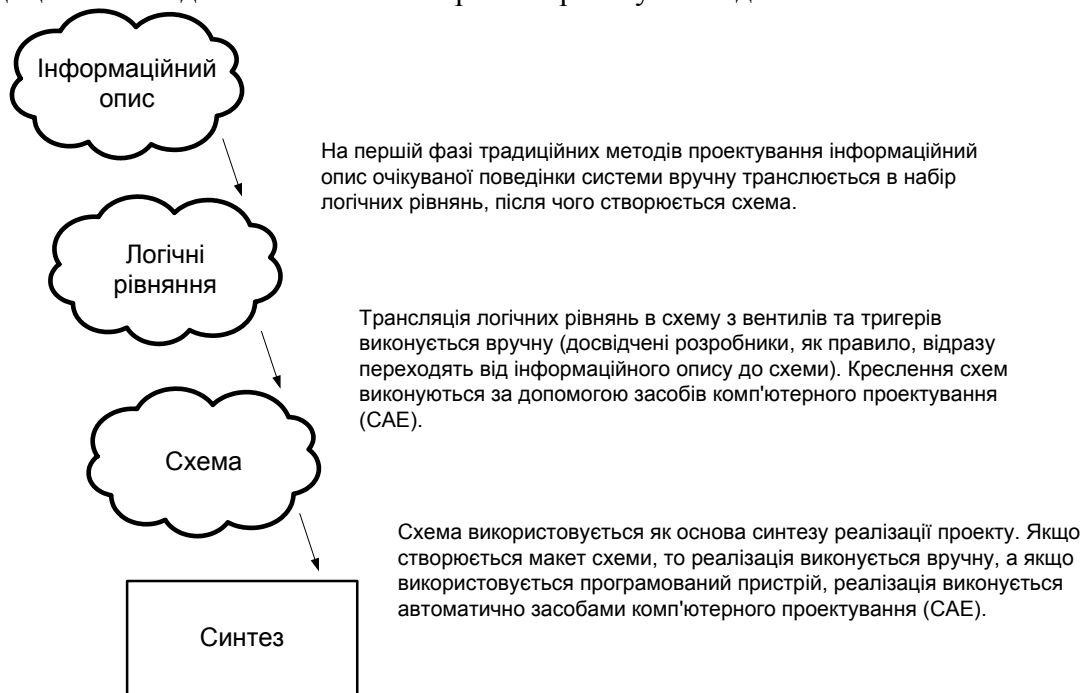 Інформаційний
опис
На першій фазі традиційних методів проектування інформаційний
опис очікуваної поведінки системи вручну транслюється в набір
логічних рівнянь, після чого створюється схема.
Логічні
рівняння
Трансляція логічних рівнянь в схему з вентилів та тригерів
виконується вручну (досвідчені розробники, як правило, відразу
переходять від інформаційного опису до схеми). Креслення схем
виконуються за допомогою засобів комп'ютерного проектування
(CAE).
Схема
Схема використовується як основа синтезу реалізації проекту. Якщо
створюється макет схеми, то реалізація виконується вручну, а якщо
використовується програмований пристрій, реалізація виконується
автоматично засобами комп'ютерного проектування (CAE).
Синтез